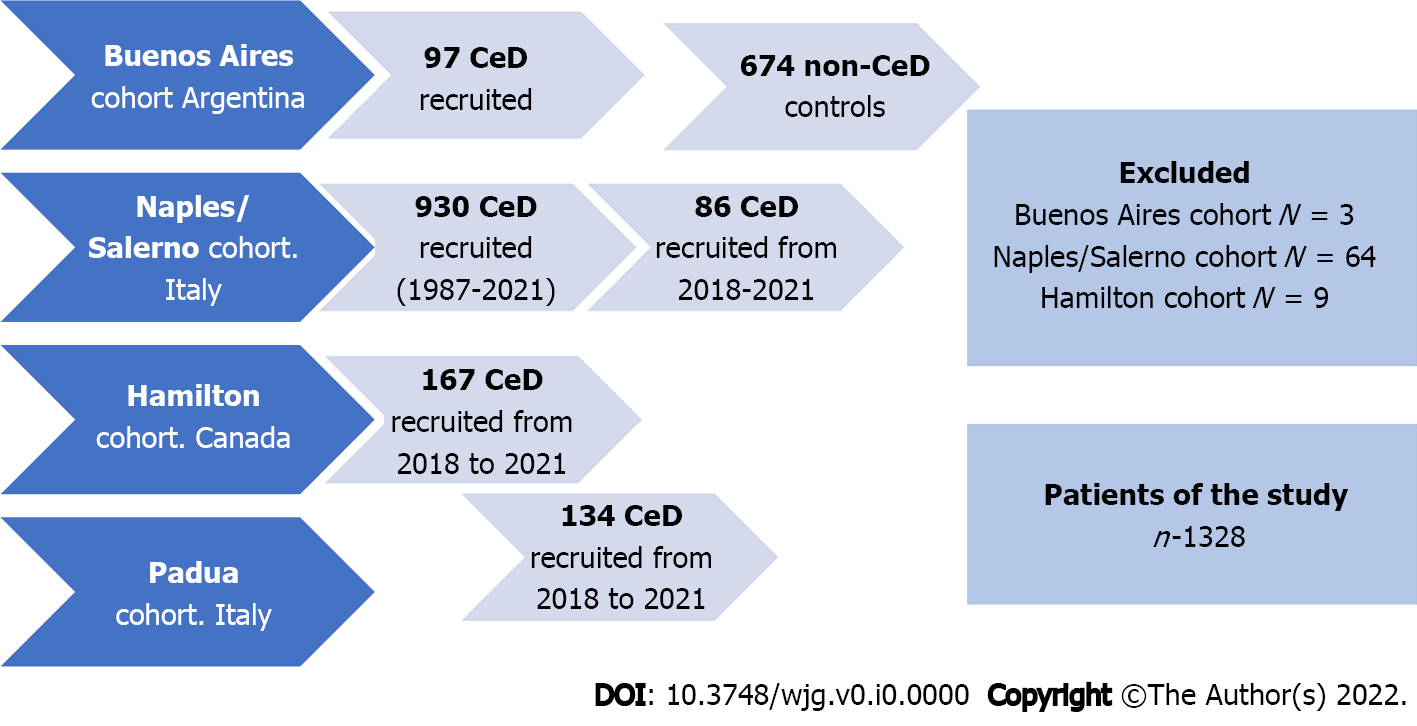 Buenos Aires
cohort Argentina
97 CeD
recruited
674 non-CeD
controls
Naples/
Salerno cohort.
Italy
930 CeD
recruited
(1987-2021)
86 CeD
recruited from
2018-2021
Hamilton
cohort. Canada
167 CeD
recruited from
2018 to 2021
Padua
cohort. Italy
134 CeD
recruited from
2018 to 2021
Excluded
Buenos Aires cohort N = 3
Naples/Salerno cohort N = 64
Hamilton cohort N = 9
Patients of the study
n-1328
DOI: 10.3748/wjg.v0.i0.0000 Copyright ©The Author(s) 2022.